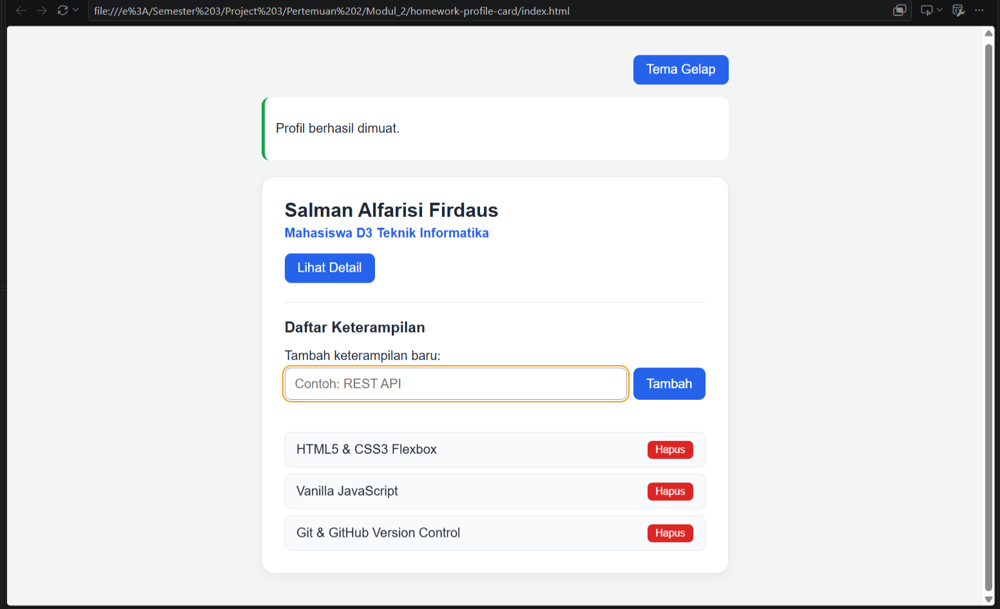 file:///e%3A/Semester%203/Project%203/Pertemuan%202/Modul_2/homework-profile-card/index.html
Tema Gelap
Profil berhasil dimuat.
Salman Alfarisi Firdaus
Mahasiswa D3 Teknik Informatika
Lihat Detail
Daftar Keterampilan
Tambah keterampilan baru:
Contoh: REST API
Tambah
HTML5 & CSS3 Flexbox
Hapus
Vanilla JavaScript
Hapus
Git & GitHub Version Control
Hapus